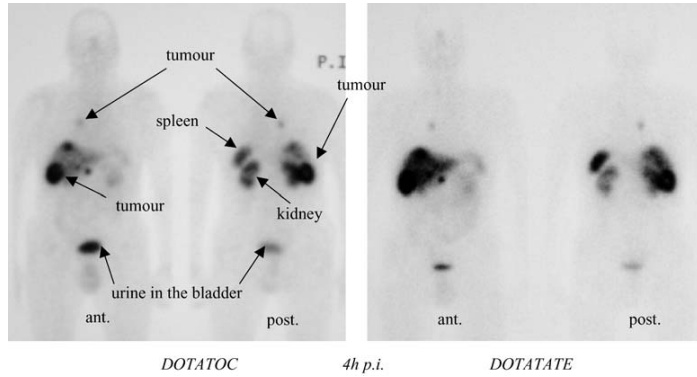 tumour
P.I
tumour
spleen
tumour
kidney
urine in the bladder
ant.
post.
ant.
post.
DOTATOC
4h p.i.
DOTATATE